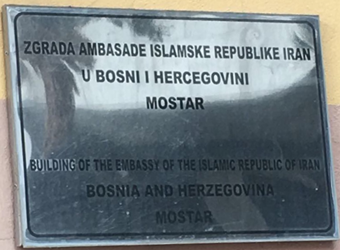 ZGRADA AMBASADE ISLAMSKE REPUBLIKE IRAN
U BOSNI I HERCEGOVINI
MOSTAR
BUILDING OF THE EMBASSY OF THE ISLAMIC REPUBLIC OF IRAN
BOSNIA AND HERZEGOVINA
MOSTAR